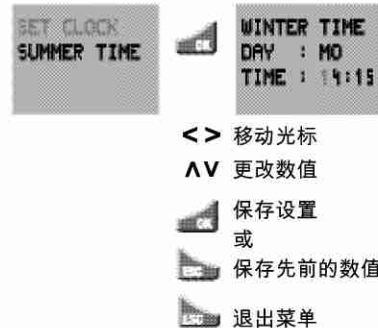 SET CLOCK
SUMMER TIME
OK
WINTER TIME
DAY : MO
TIME : 14:15
< > 移动光标
ΛV 更改数值
OK 保存设置
或
ESC 保存先前的数值
ESC 退出菜单